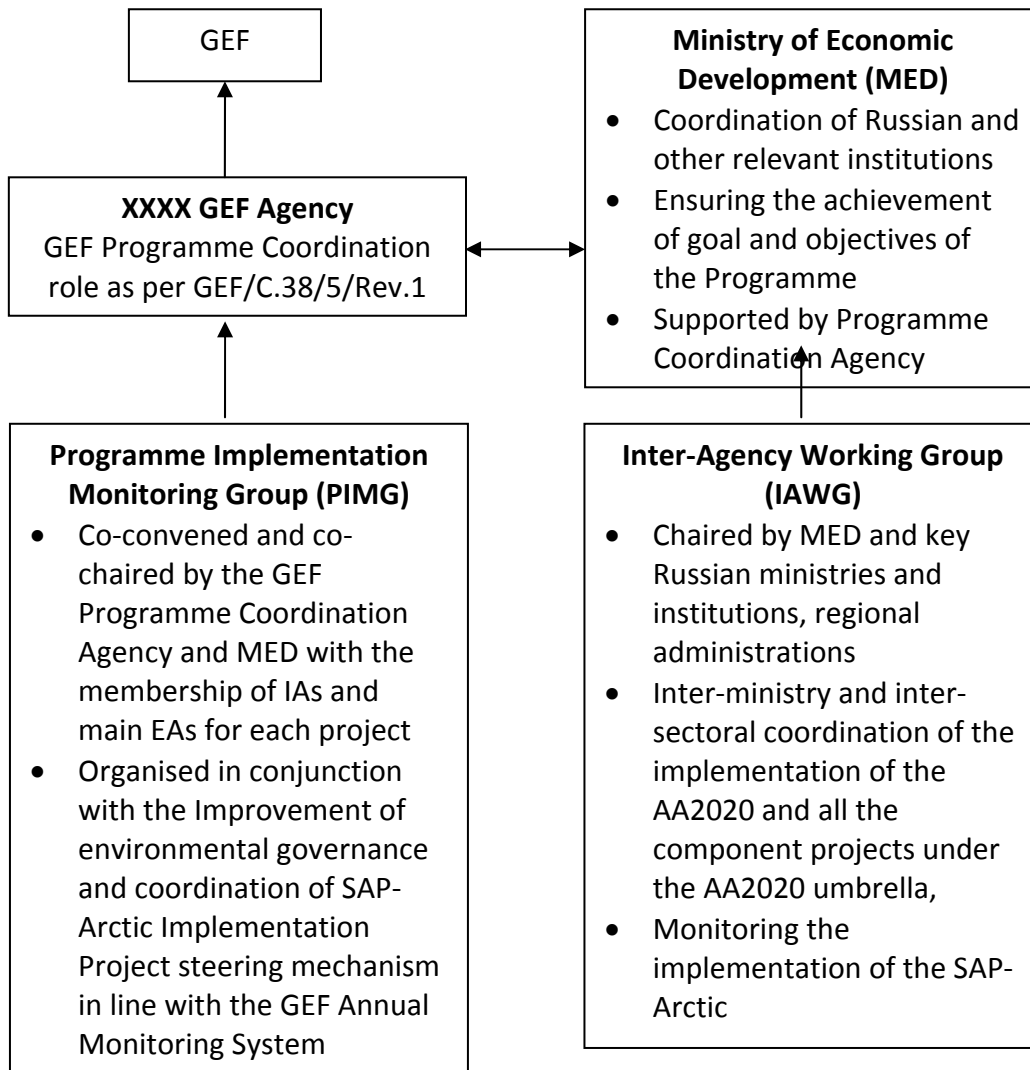 GEF
Ministry of Economic
Development (MED)
• Coordination of Russian and
other relevant institutions
• Ensuring the achievement
of goal and objectives of
the Programme
• Supported by Programme
Coordination Agency
XXXX GEF Agency
GEF Programme Coordination
role as per GEF/C.38/5/Rev.1
Programme Implementation
Monitoring Group (PIMG)
• Co-convened and co-
chaired by the GEF
Programme Coordination
Agency and MED with the
membership of IAs and
main EAs for each project
• Organised in conjunction
with the Improvement of
environmental governance
and coordination of SAP-
Arctic Implementation
Project steering mechanism
in line with the GEF Annual
Monitoring System
Inter-Agency Working Group
(IAWG)
• Chaired by MED and key
Russian ministries and
institutions, regional
administrations
• Inter-ministry and inter-
sectoral coordination of the
implementation of the
AA2020 and all the
component projects under
the AA2020 umbrella,
• Monitoring the
implementation of the SAP-
Arctic